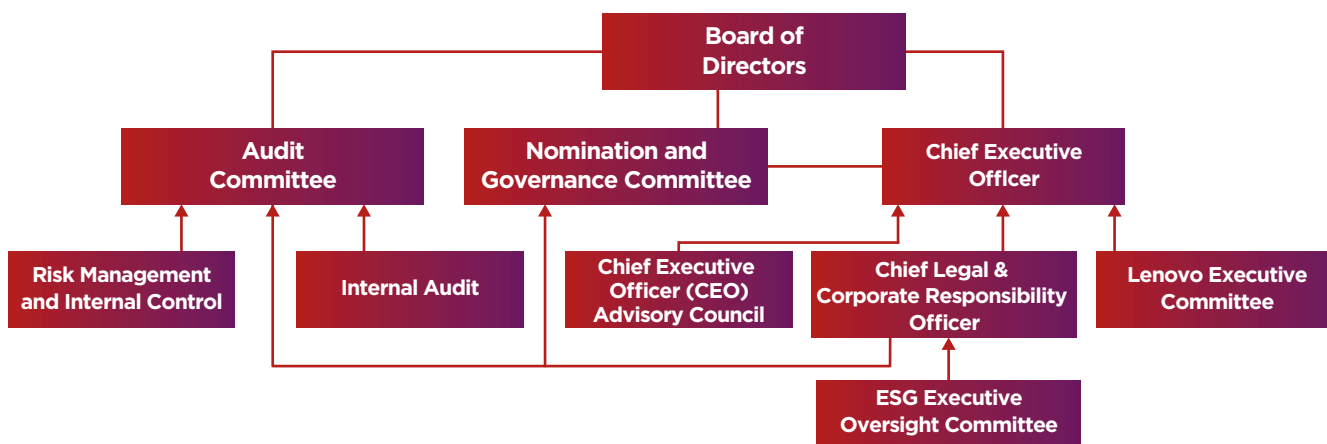 Board of
Directors
Audit
Committee
Nomination and
Governance Committee
Chief Executive
Officer
Risk Management
and Internal Control
Internal Audit
Chief Executive
Officer (CEO)
Advisory Council
Chief Legal &
Corporate Responsibility
Officer
Lenovo Executive
Committee
ESG Executive
Oversight Committee